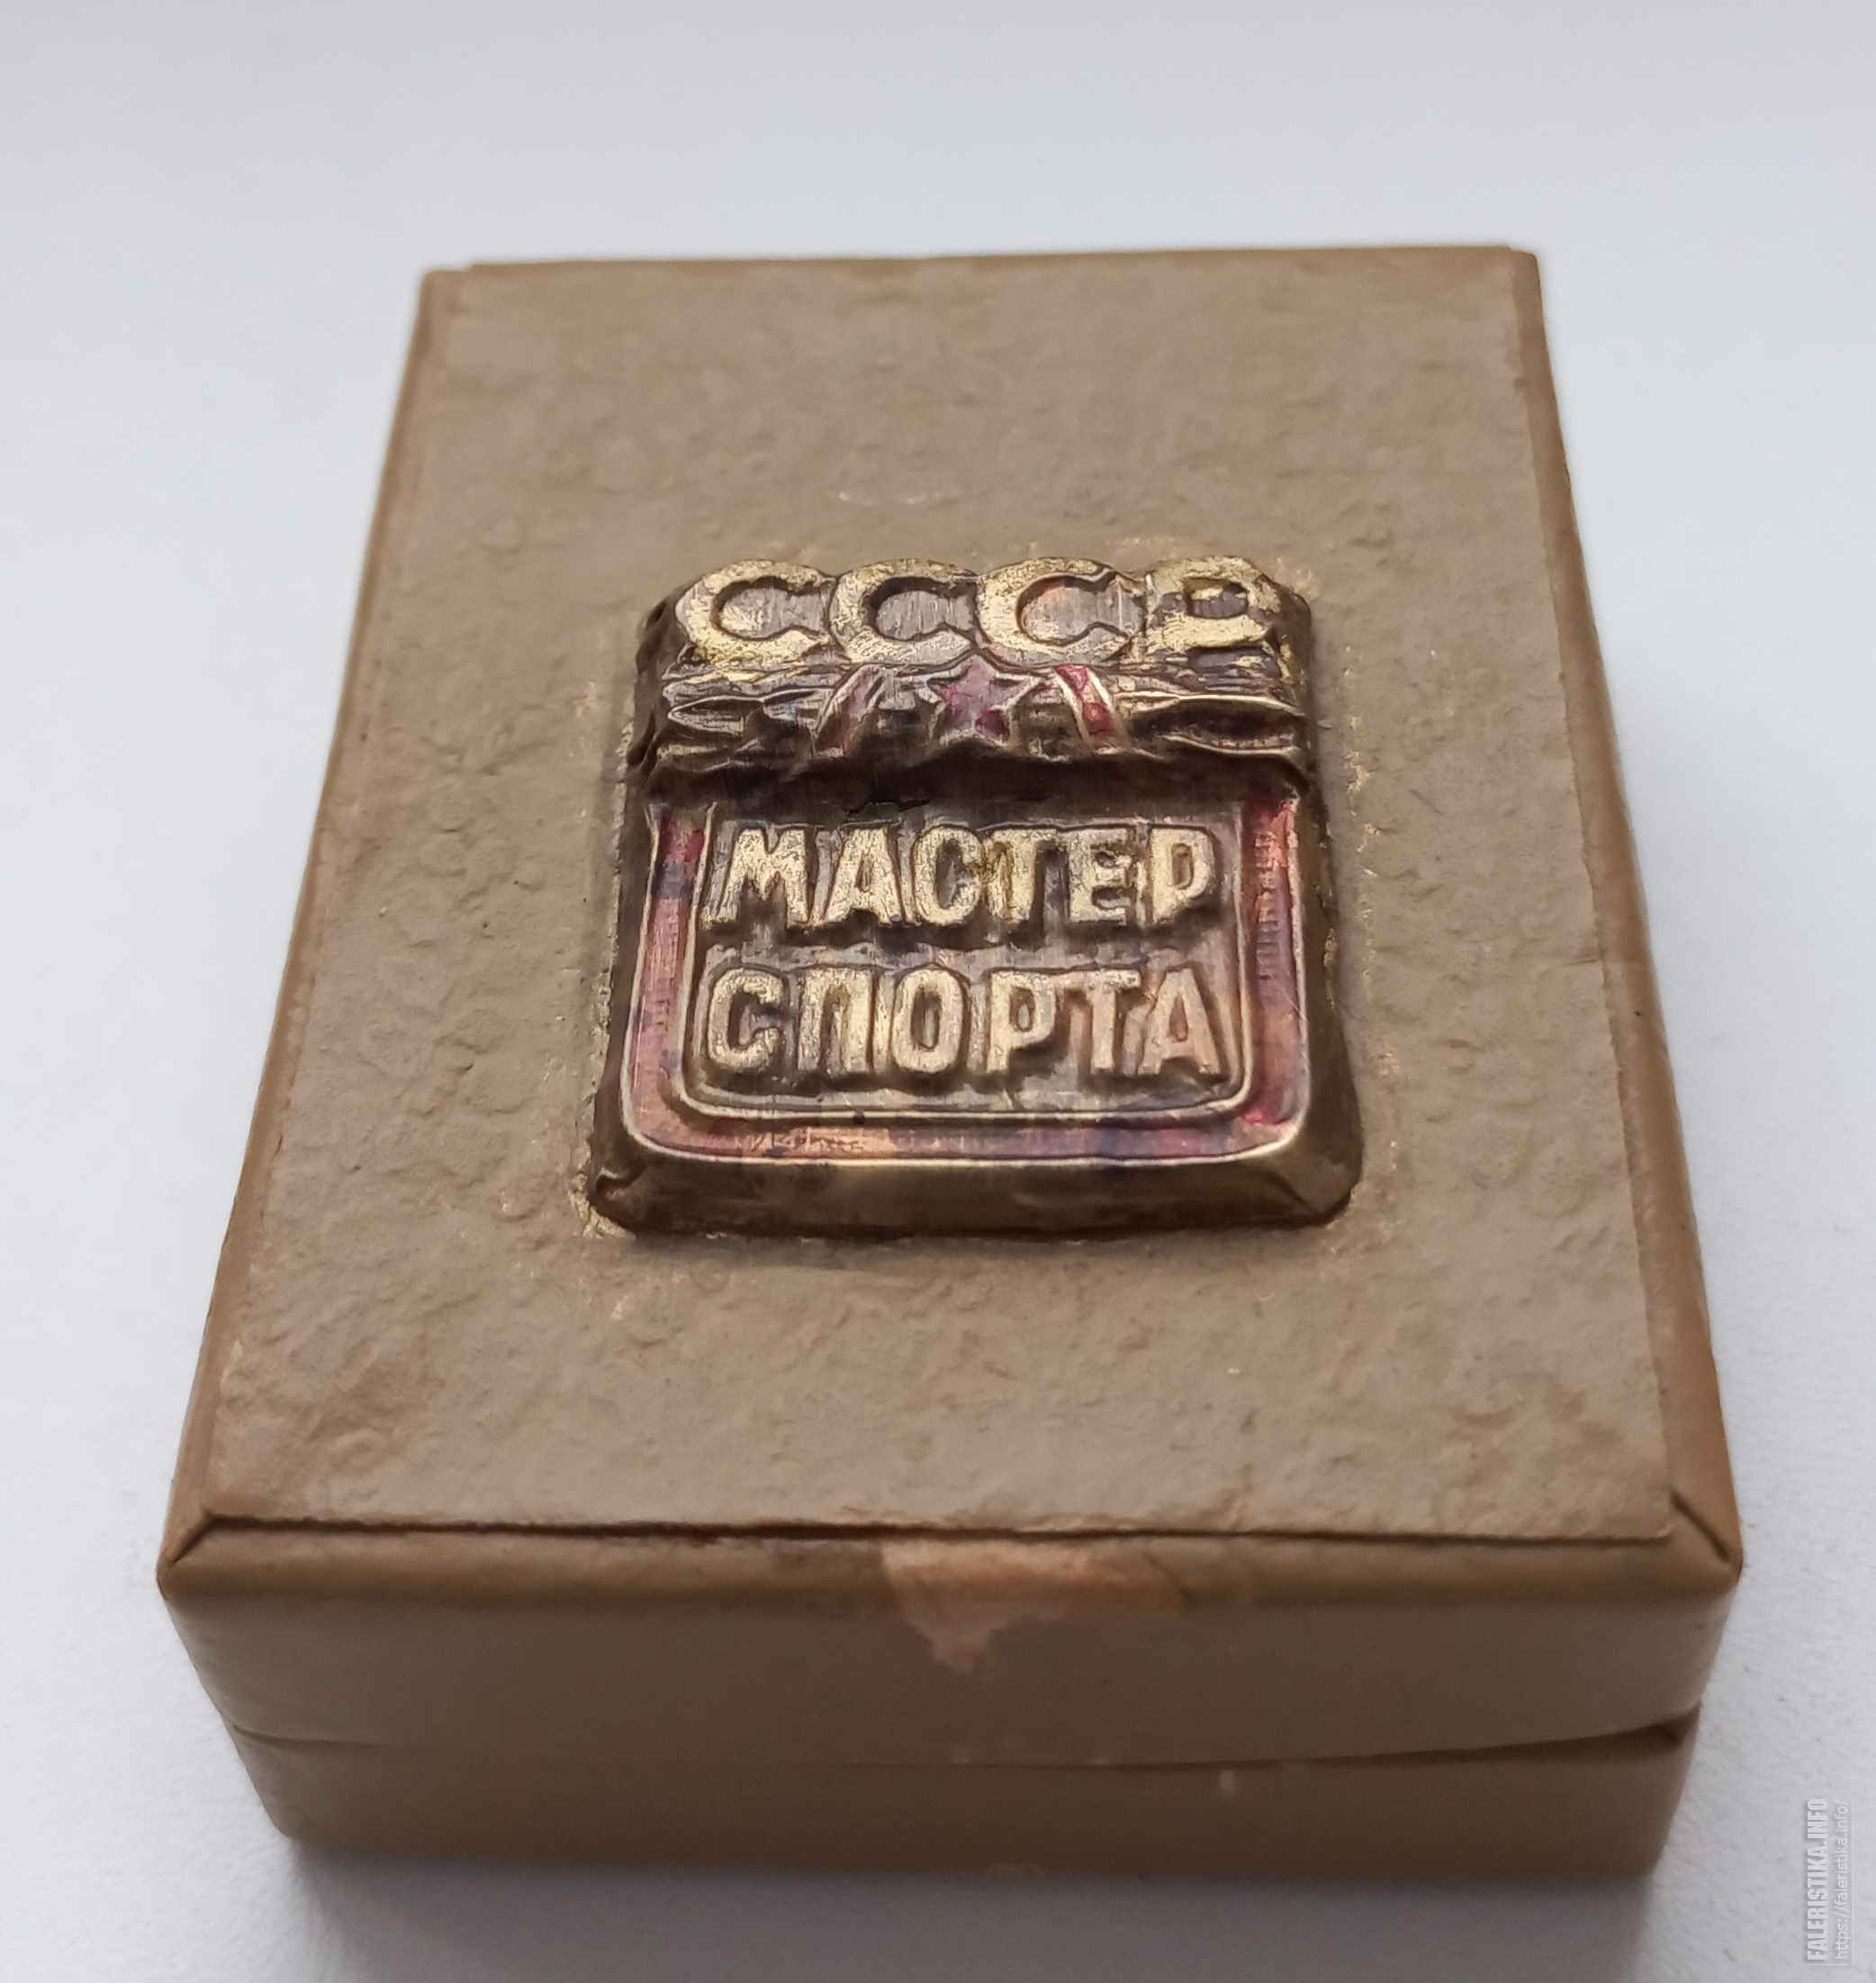 СССР
МАСТЕР
СПОРТА
FALERISTIKA.INFO
https://faleristika.info/